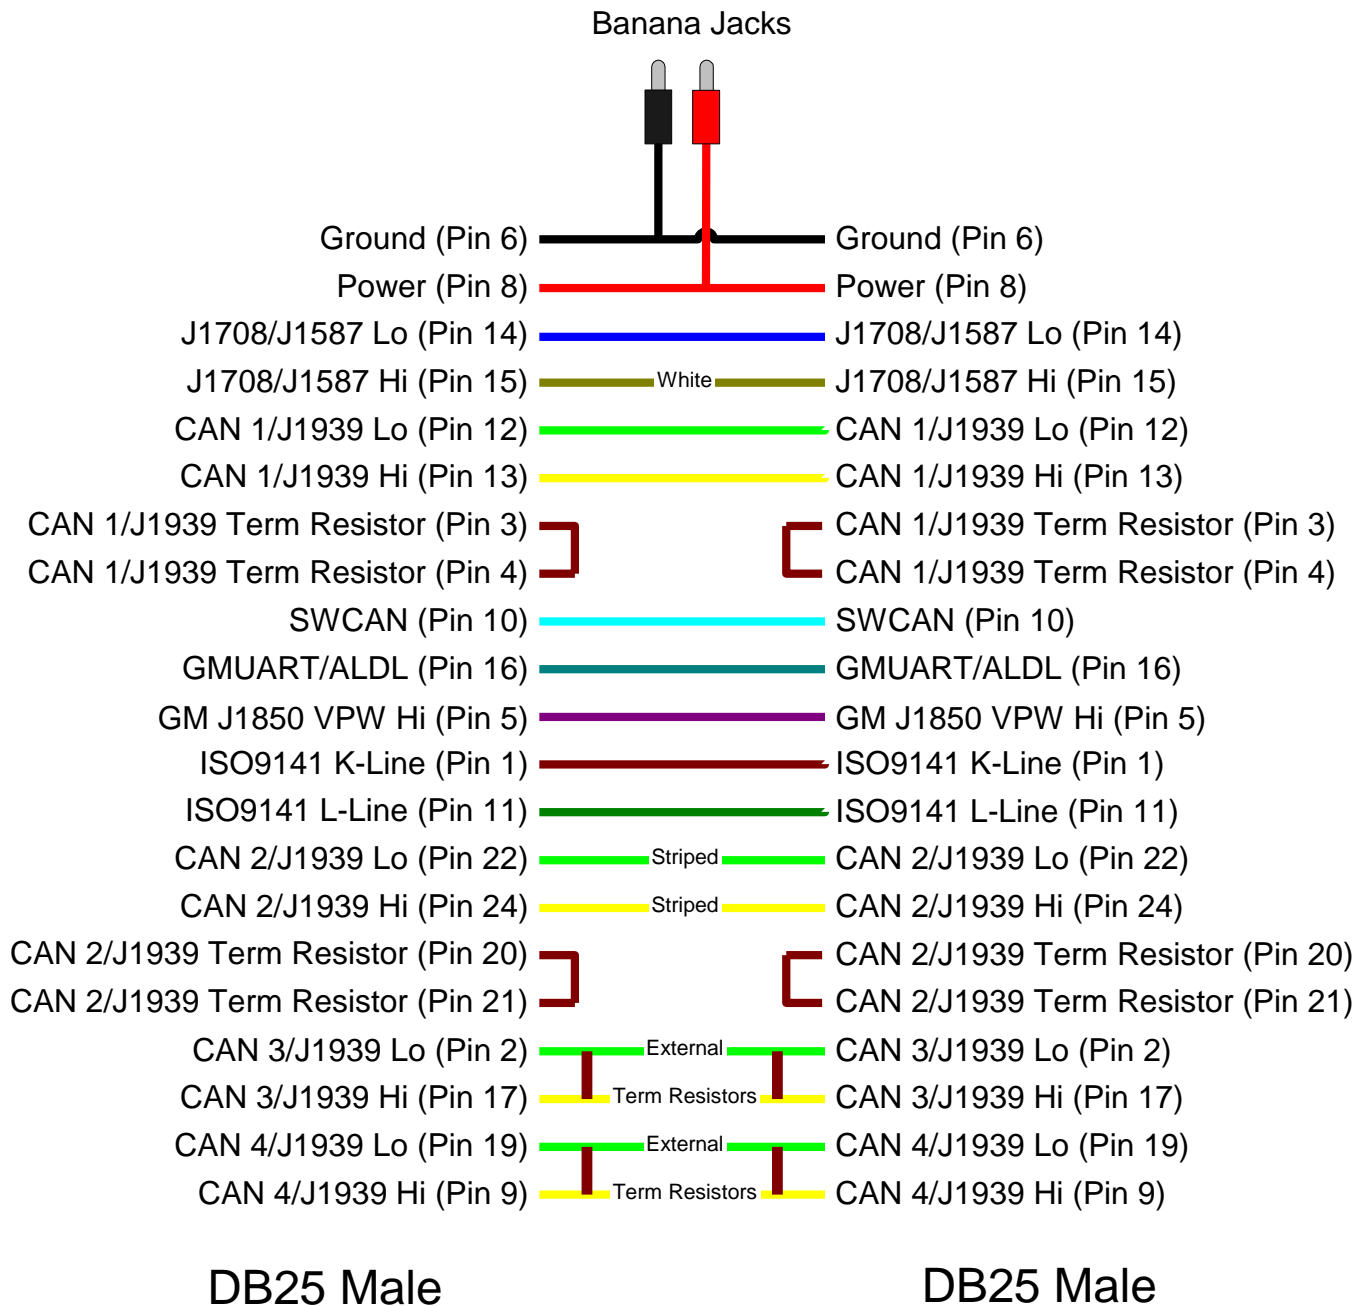 Banana Jacks
Ground (Pin 6) Ground (Pin 6)
Power (Pin 8) Power (Pin 8)
J1708/J1587 Lo (Pin 14) J1708/J1587 Lo (Pin 14)
J1708/J1587 Hi (Pin 15) White J1708/J1587 Hi (Pin 15)
CAN 1/J1939 Lo (Pin 12) CAN 1/J1939 Lo (Pin 12)
CAN 1/J1939 Hi (Pin 13) CAN 1/J1939 Hi (Pin 13)
CAN 1/J1939 Term Resistor (Pin 3) CAN 1/J1939 Term Resistor (Pin 3)
CAN 1/J1939 Term Resistor (Pin 4) CAN 1/J1939 Term Resistor (Pin 4)
SWCAN (Pin 10) SWCAN (Pin 10)
GMUART/ALDL (Pin 16) GMUART/ALDL (Pin 16)
GM J1850 VPW Hi (Pin 5) GM J1850 VPW Hi (Pin 5)
ISO9141 K-Line (Pin 1) ISO9141 K-Line (Pin 1)
ISO9141 L-Line (Pin 11) ISO9141 L-Line (Pin 11)
CAN 2/J1939 Lo (Pin 22) Striped CAN 2/J1939 Lo (Pin 22)
CAN 2/J1939 Hi (Pin 24) Striped CAN 2/J1939 Hi (Pin 24)
CAN 2/J1939 Term Resistor (Pin 20) CAN 2/J1939 Term Resistor (Pin 20)
CAN 2/J1939 Term Resistor (Pin 21) CAN 2/J1939 Term Resistor (Pin 21)
CAN 3/J1939 Lo (Pin 2) External CAN 3/J1939 Lo (Pin 2)
CAN 3/J1939 Hi (Pin 17) Term Resistors CAN 3/J1939 Hi (Pin 17)
CAN 4/J1939 Lo (Pin 19) External CAN 4/J1939 Lo (Pin 19)
CAN 4/J1939 Hi (Pin 9) Term Resistors CAN 4/J1939 Hi (Pin 9)
DB25 Male DB25 Male